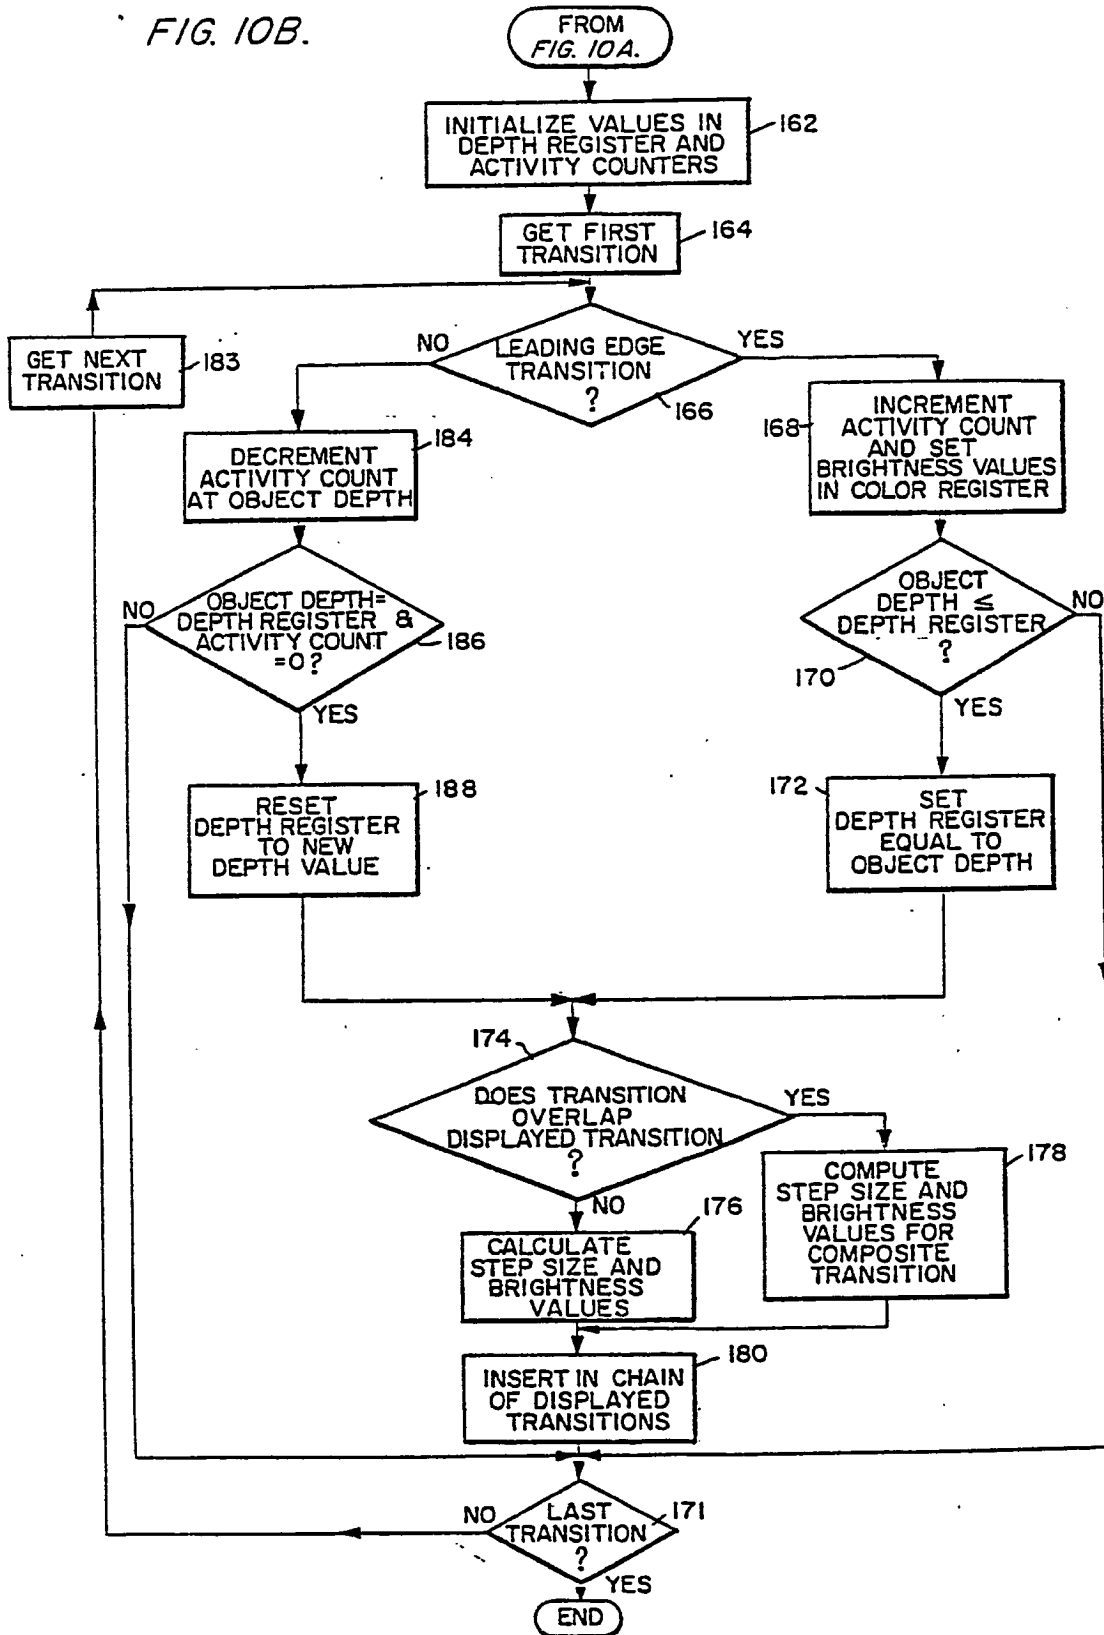 FIG. 10B.
FROM
FIG. 10A.
INITIALIZE VALUES IN
DEPTH REGISTER AND
ACTIVITY COUNTERS
162
GET FIRST
TRANSITION
164
GET NEXT
TRANSITION
183
NO
LEADING EDGE
TRANSITION
?
YES
166
184
DECREMENT
ACTIVITY COUNT
AT OBJECT DEPTH
168
INCREMENT
ACTIVITY COUNT
AND SET
BRIGHTNESS VALUES
IN COLOR REGISTER
NO
OBJECT DEPTH=
DEPTH REGISTER &
ACTIVITY COUNT
=0?
186
YES
OBJECT
DEPTH ≤
DEPTH REGISTER
?
NO
170
YES
188
RESET
DEPTH REGISTER
TO NEW
DEPTH VALUE
172
SET
DEPTH REGISTER
EQUAL TO
OBJECT DEPTH
174
DOES TRANSITION
OVERLAP
DISPLAYED TRANSITION
?
YES
NO
176
CALCULATE
STEP SIZE AND
BRIGHTNESS
VALUES
178
COMPUTE
STEP SIZE AND
BRIGHTNESS
VALUES FOR
COMPOSITE
TRANSITION
180
INSERT IN CHAIN
OF DISPLAYED
TRANSITIONS
NO
LAST
TRANSITION
?
171
YES
END